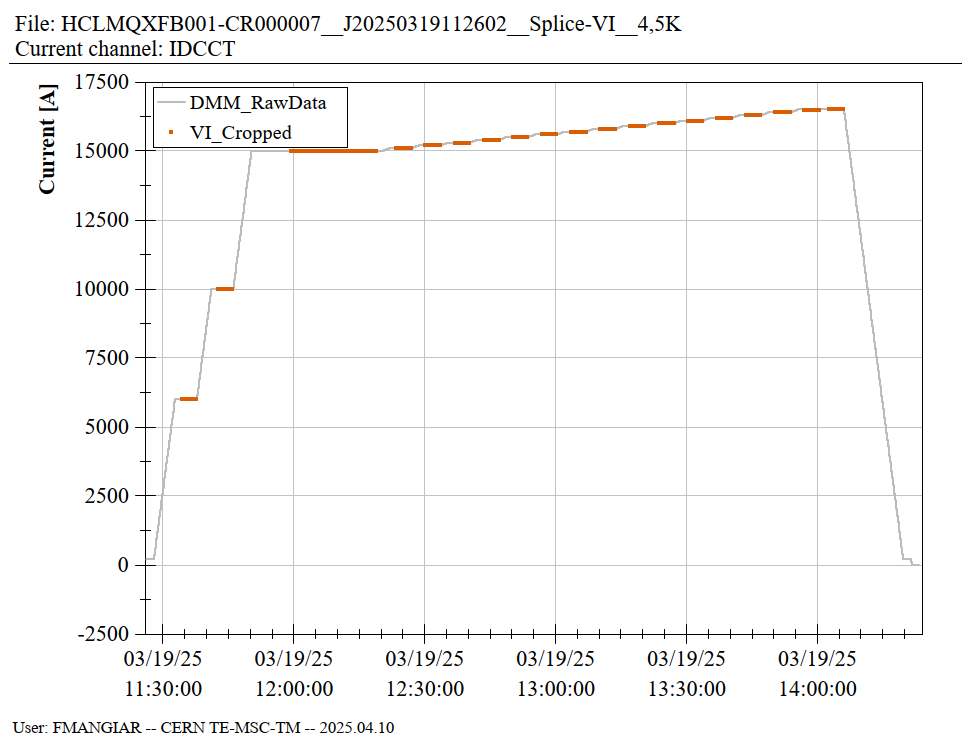 File: HCLMQXFB001-CR000007__J20250319112602__Splice-VI__4,5K
Current channel: IDCCT
Current [A]
17500
15000
12500
10000
7500
5000
2500
0
-2500
DMM_RawData
VI_Cropped
03/19/25 03/19/25 03/19/25 03/19/25 03/19/25 03/19/25
11:30:00 12:00:00 12:30:00 13:00:00 13:30:00 14:00:00
User: FMANGIAR -- CERN TE-MSC-TM -- 2025.04.10